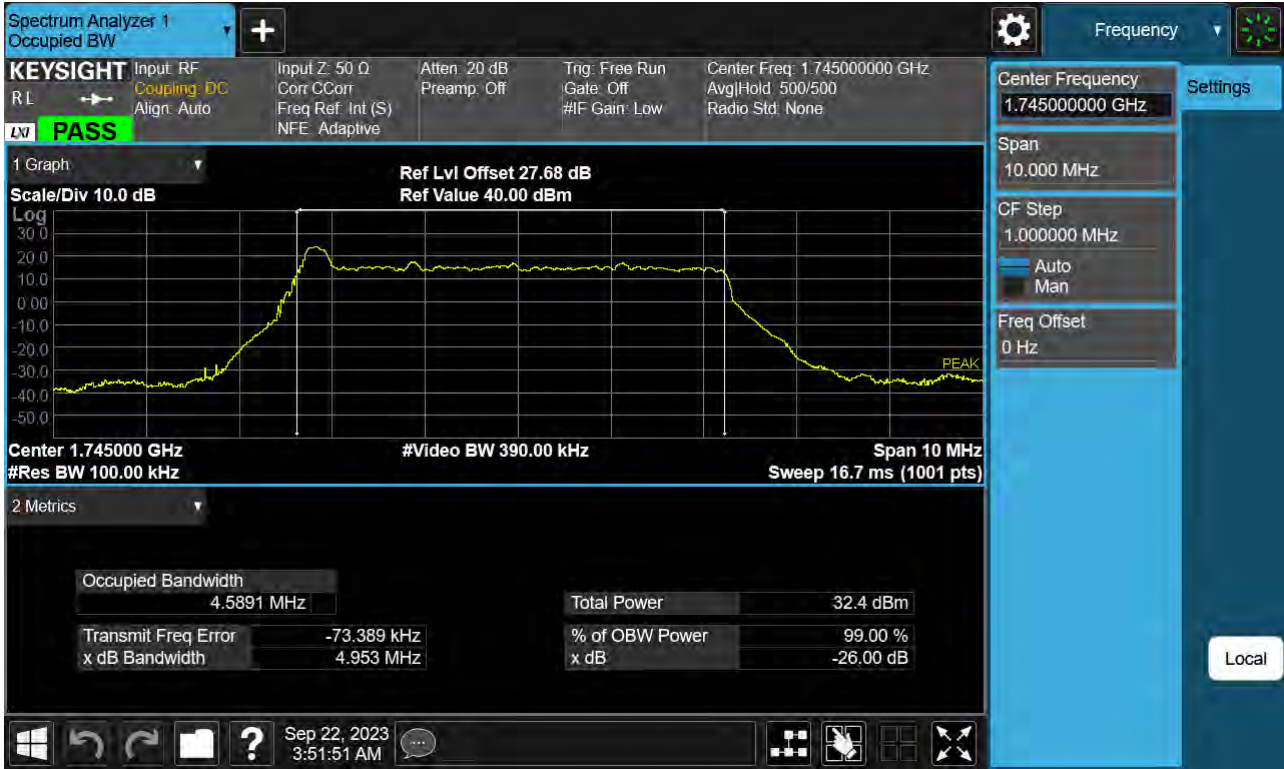 Spectrum Analyzer 1
Occupied BW
+
Frequency
KEYSIGHT
RL
LXI
PASS
Input: RF
Coupling: DC
Align: Auto
Input Z: 50 Ω
Corr CCorr
Freq Ref: Int (S)
NFE: Adaptive
Atten: 20 dB
Preamp: Off
Trig: Free Run
Gate: Off
#IF Gain: Low
Center Freq: 1.745000000 GHz
Avg|Hold: 500/500
Radio Std: None
Center Frequency
1.745000000 GHz
Settings
Span
10.000 MHz
CF Step
1.000000 MHz
Auto
Man
Freq Offset
0 Hz
Local
1 Graph
Scale/Div 10.0 dB
Ref Lvl Offset 27.68 dB
Ref Value 40.00 dBm
Log
30.0
20.0
10.0
0.00
-10.0
-20.0
-30.0
-40.0
-50.0
PEAK
Center 1.745000 GHz
#Video BW 390.00 kHz
Span 10 MHz
#Res BW 100.00 kHz
Sweep 16.7 ms (1001 pts)
2 Metrics
Occupied Bandwidth
4.5891 MHz
Total Power 32.4 dBm
Transmit Freq Error -73.389 kHz
% of OBW Power 99.00 %
x dB Bandwidth 4.953 MHz
x dB -26.00 dB
?
Sep 22, 2023
3:51:51 AM